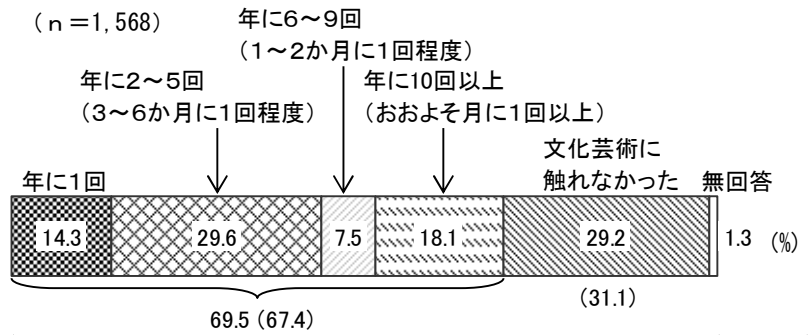 (ｎ＝1,568)
年に６～９回
(１～２か月に１回程度)
年に２～５回
(３～６か月に１回程度)
年に10回以上
(おおよそ月に１回以上)
文化芸術に
触れなかった
無回答
年に１回
14.3
29.6
7.5
18.1
29.2
1.3
(%)
69.5 (67.4)
(31.1)